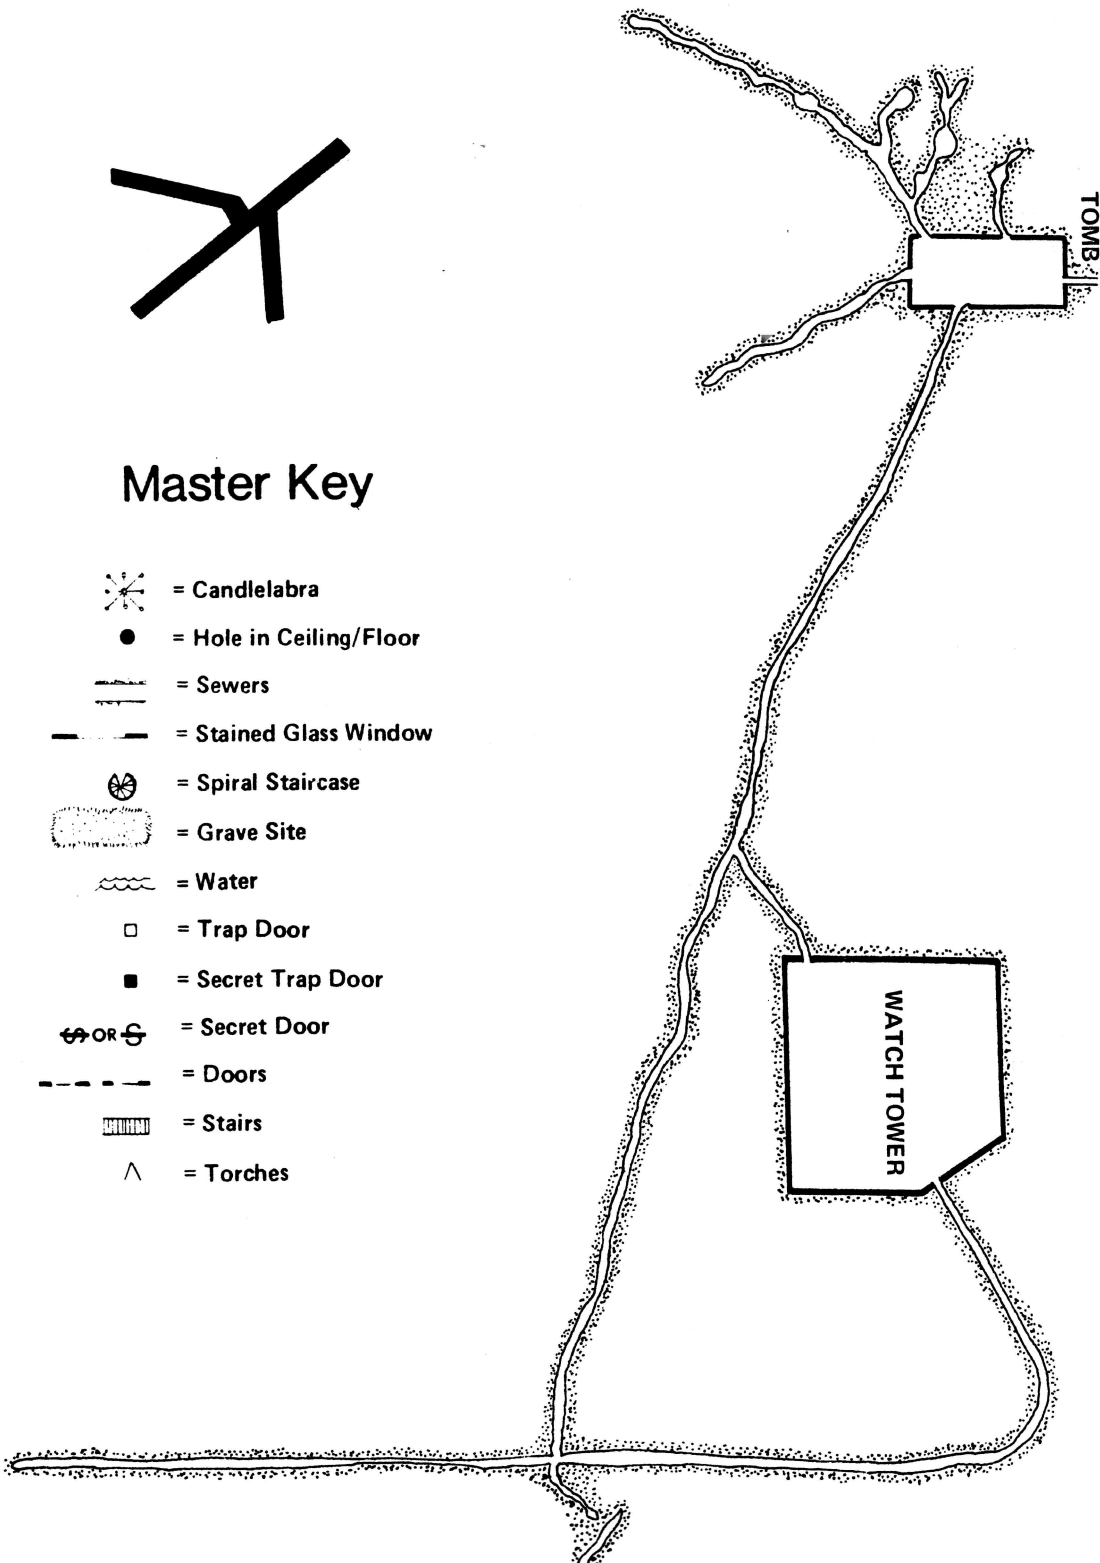 TOMB
Master Key
= Candlelabra
= Hole in Ceiling/Floor
= Sewers
= Stained Glass Window
= Spiral Staircase
= Grave Site
= Water
= Trap Door
= Secret Trap Door
$ OR S = Secret Door
= Doors
= Stairs
= Torches
WATCH TOWER